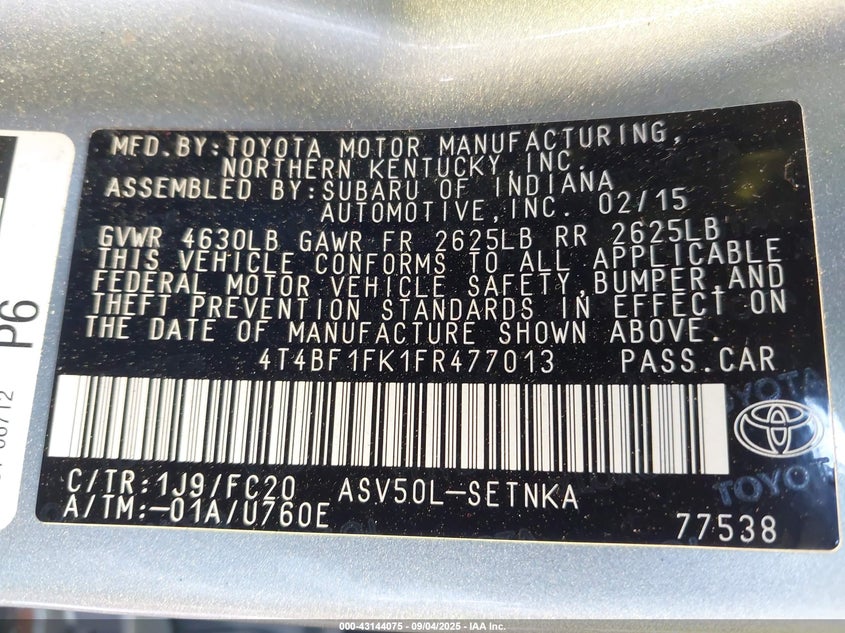 MFD.BY:TOYOTA MOTOR MANUFACTURING,
NORTHERN KENTUCKY,INC.
ASSEMBLED BY:SUBARU OF INDIANA
AUTOMOTIVE,INC. 02/15
GVWR 4630LB GAWR FR 2625LB RR 2625LB
THIS VEHICLE CONFORMS TO ALL APPLICABLE
FEDERAL MOTOR VEHICLE SAFETY,BUMPER,AND
THEFT PREVENTION STANDARDS IN EFFECT ON
THE DATE OF MANUFACTURE SHOWN ABOVE.
4T4BF1FK1FR477013 PASS.CAR
TOYOTA
TOYOTA
C/TR:1J9/FC20 ASV50L-SETNKA
A/TM:-01A/U760E
77538
P6
000-43144075 - 09/04/2025 - IAA Inc.